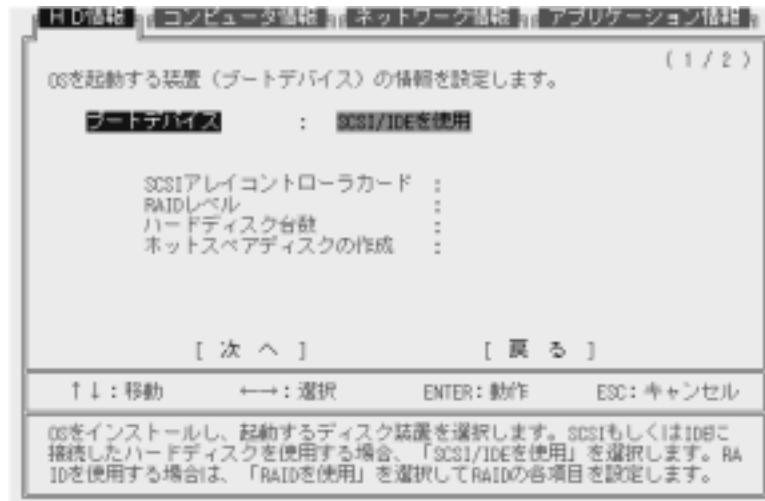 HD情報 コンピュータ情報 ネットワーク情報 アプリケーション情報
(1/2)
OSを起動する装置（ブートデバイス）の情報を設定します。
ブートデバイス : SCSI/IDEを使用
SCSIアレイコントローラカード :
RAIDレベル :
ハードディスク台数 :
ホットスペアディスクの作成 :
[ 次 へ ] [ 戻 る ]
↑↓：移動 ←→：選択 ENTER：動作 ESC：キャンセル
OSをインストールし、起動するディスク装置を選択します。SCSIもしくはIDEに
接続したハードディスクを使用する場合、「SCSI/IDEを使用」を選択します。RA
IDを使用する場合は、「RAIDを使用」を選択してRAIDの各項目を設定します。